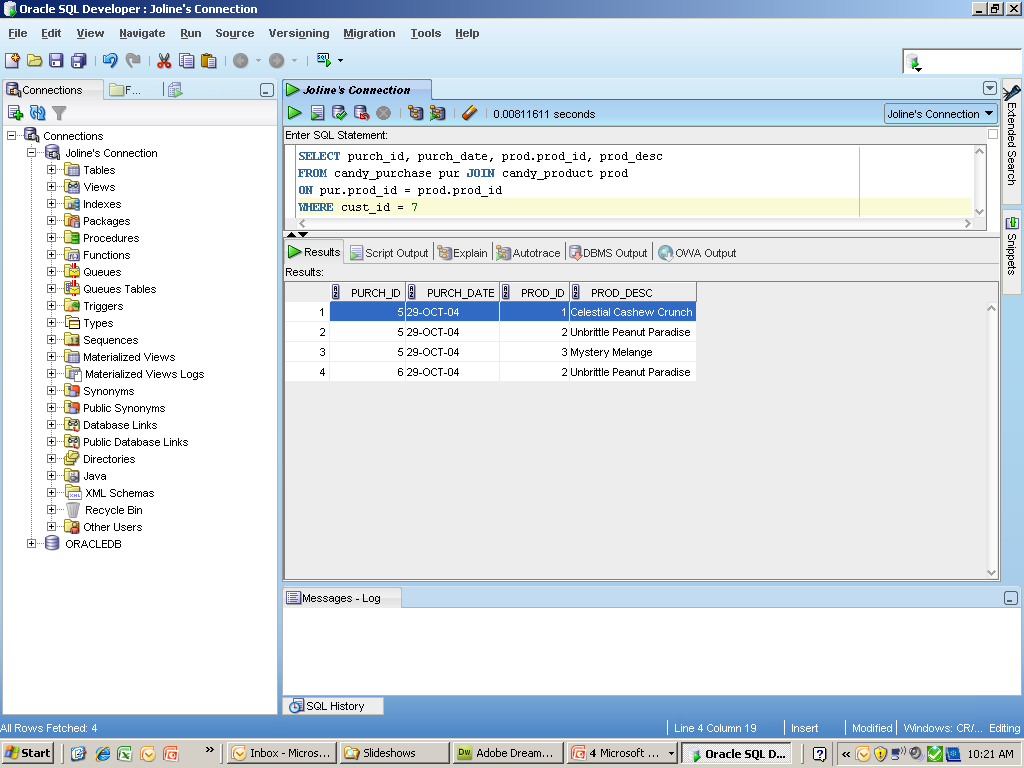 Oracle SQL Developer : Joline's Connection
File Edit View Navigate Run Source Versioning Migration Tools Help
Connections F...
Connections
Joline's Connection
Tables
Views
Indexes
Packages
Procedures
Functions
Queues
Queues Tables
Triggers
Types
Sequences
Materialized Views
Materialized Views Logs
Synonyms
Public Synonyms
Database Links
Public Database Links
Directories
Java
XML Schemas
Recycle Bin
Other Users
ORACLEDB
Joline's Connection
0.00811611 seconds Joline's Connection
Enter SQL Statement:
SELECT purch_id, purch_date, prod.prod_id, prod_desc
FROM candy_purchase pur JOIN candy_product prod
ON pur.prod_id = prod.prod_id
WHERE cust_id = 7
Results Script Output Explain Autotrace DBMS Output OWA Output
Results:
PURCH_ID PURCH_DATE PROD_ID PROD_DESC
1 5 29-OCT-04 1 Celestial Cashew Crunch
2 5 29-OCT-04 2 Unbrittle Peanut Paradise
3 5 29-OCT-04 3 Mystery Melange
4 6 29-OCT-04 2 Unbrittle Peanut Paradise
Messages - Log
SQL History
Extended Search
Snippets
All Rows Fetched: 4 Line 4 Column 19 Insert Modified Windows: CR/... Editing
Start » Inbox - Micros... Slideshows Adobe Dream... 4 Microsoft ... Oracle SQL D... « 10:21 AM